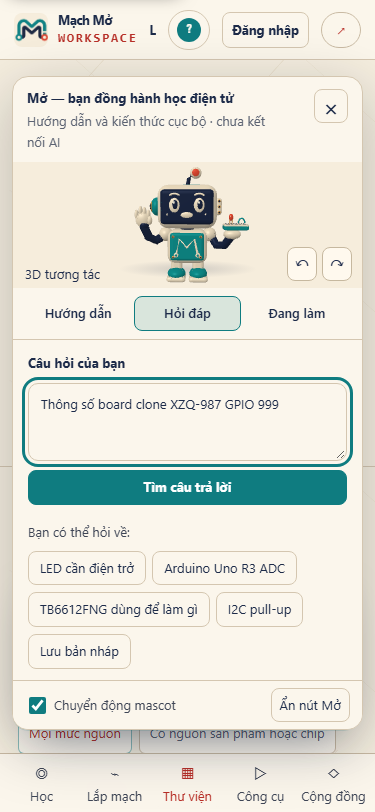 Mạch Mở
WORKSPACE
L
?
Đăng nhập
↗
Mở — bạn đồng hành học điện tử
Hướng dẫn và kiến thức cục bộ · chưa kết
nối AI
3D tương tác
Hướng dẫn
Hỏi đáp
Đang làm
Câu hỏi của bạn
Thông số board clone XZQ-987 GPIO 999
Tìm câu trả lời
Bạn có thể hỏi về:
LED cần điện trở
Arduino Uno R3 ADC
TB6612FNG dùng để làm gì
I2C pull-up
Lưu bản nháp
Chuyển động mascot
Ẩn nút Mở
Mọi mức nguồn
Có nguồn sản phẩm hoặc chip
Học
Lắp mạch
Thư viện
Công cụ
Cộng đồng